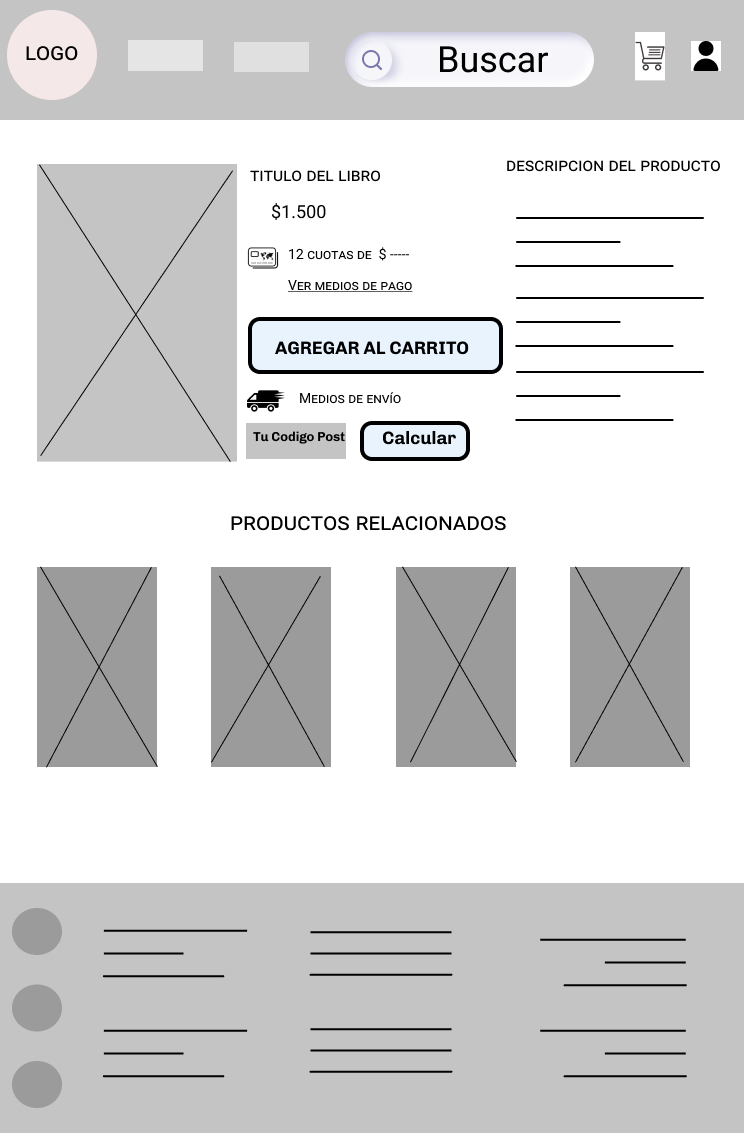 LOGO
Buscar
TITULO DEL LIBRO
$1.500
12 CUOTAS DE $ -----
VER MEDIOS DE PAGO
AGREGAR AL CARRITO
MEDIOS DE ENVÍO
Tu Codigo Post
Calcular
DESCRIPCION DEL PRODUCTO
PRODUCTOS RELACIONADOS